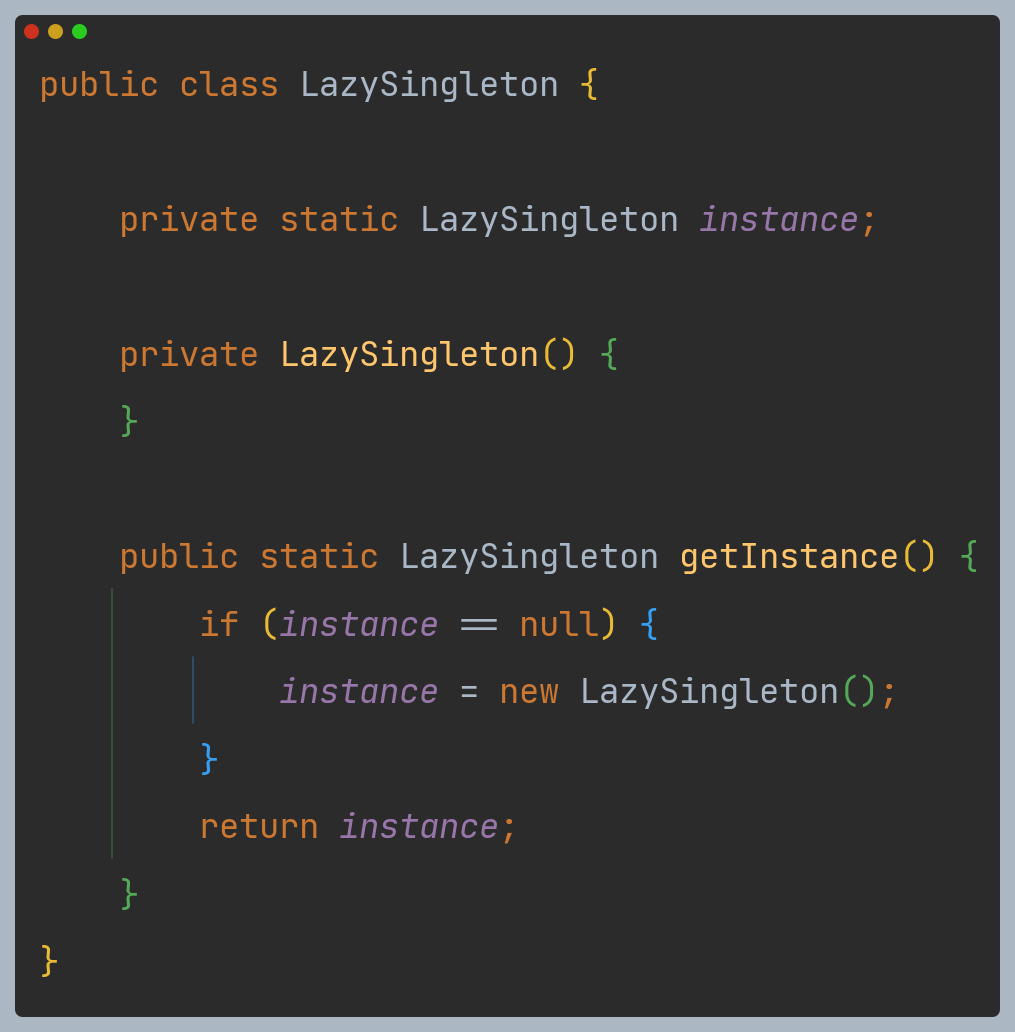 public class LazySingleton {
    private static LazySingleton instance;
    private LazySingleton() {
    }
    public static LazySingleton getInstance() {
        if (instance == null) {
            instance = new LazySingleton();
        }
        return instance;
    }
}